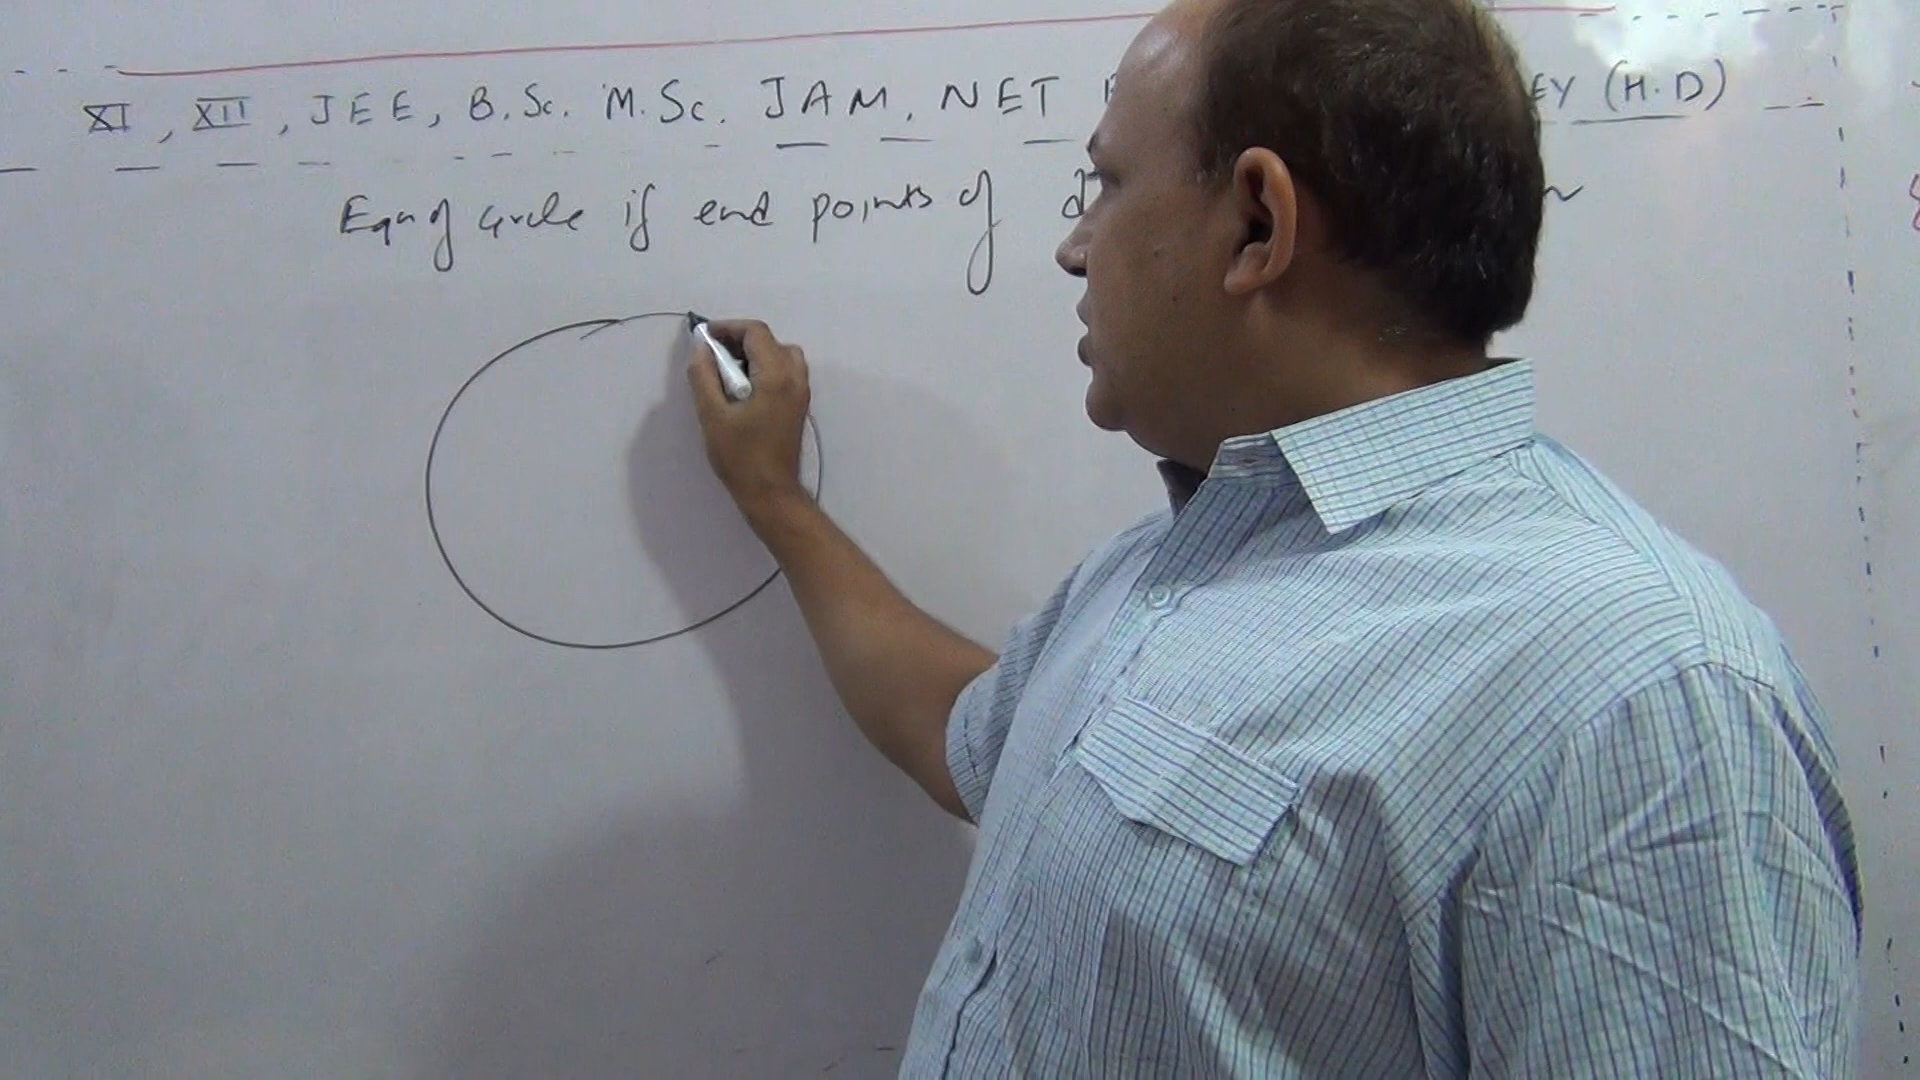 XI, XII, JEE, B.Sc. M.Sc. JAM, NET EY (H.D)
Eqn of circle if end points of